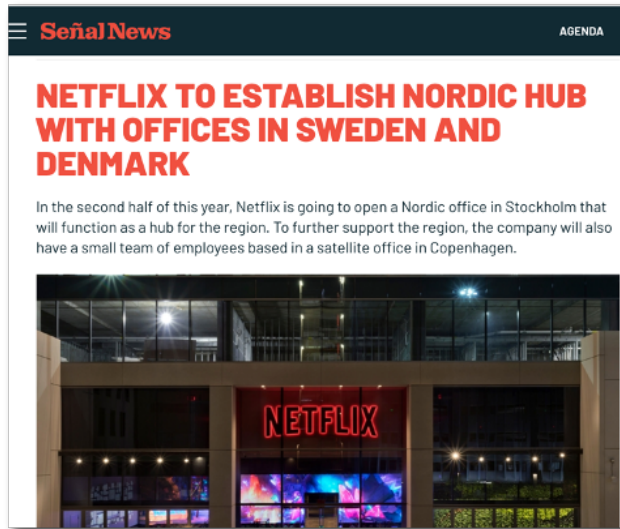 Señal News
AGENDA
NETFLIX TO ESTABLISH NORDIC HUB
WITH OFFICES IN SWEDEN AND
DENMARK
In the second half of this year, Netflix is going to open a Nordic office in Stockholm that
will function as a hub for the region. To further support the region, the company will also
have a small team of employees based in a satellite office in Copenhagen.
NETFLIX